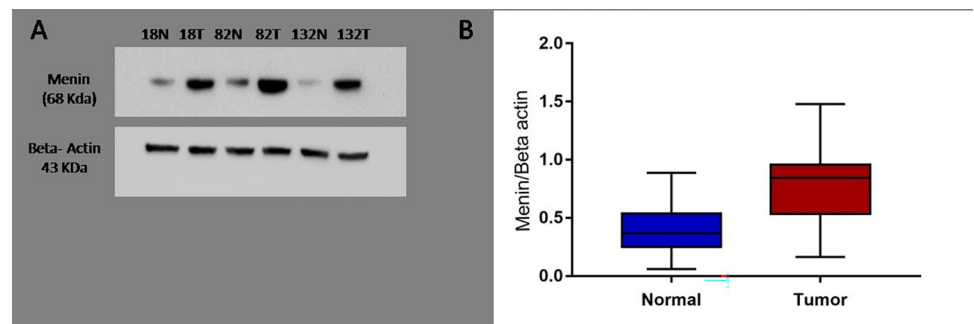 A
18N 18T 82N 82T 132N 132T
Menin
(68 Kda)
Beta- Actin
43 KDa
B
Menin/Beta actin
2.0
1.5
1.0
0.5
0.0
Normal Tumor